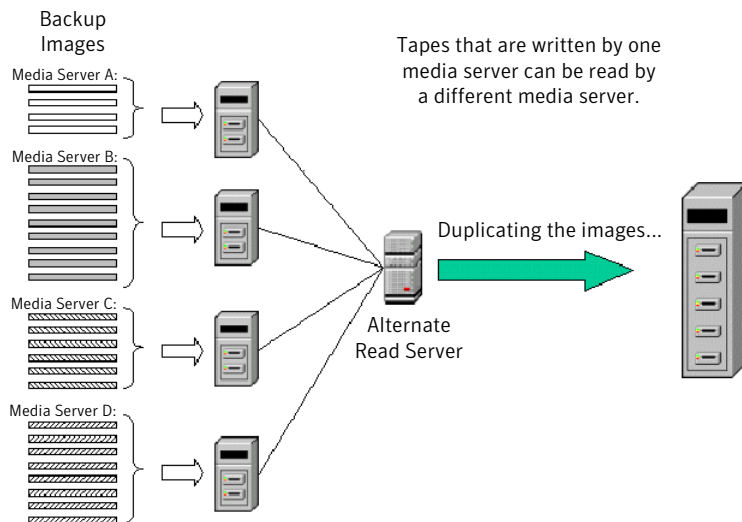 Backup
Images
Tapes that are written by one
media server can be read by
a different media server.
Media Server A:
Media Server B:
Duplicating the images...
Media Server C:
Alternate
Read Server
Media Server D: